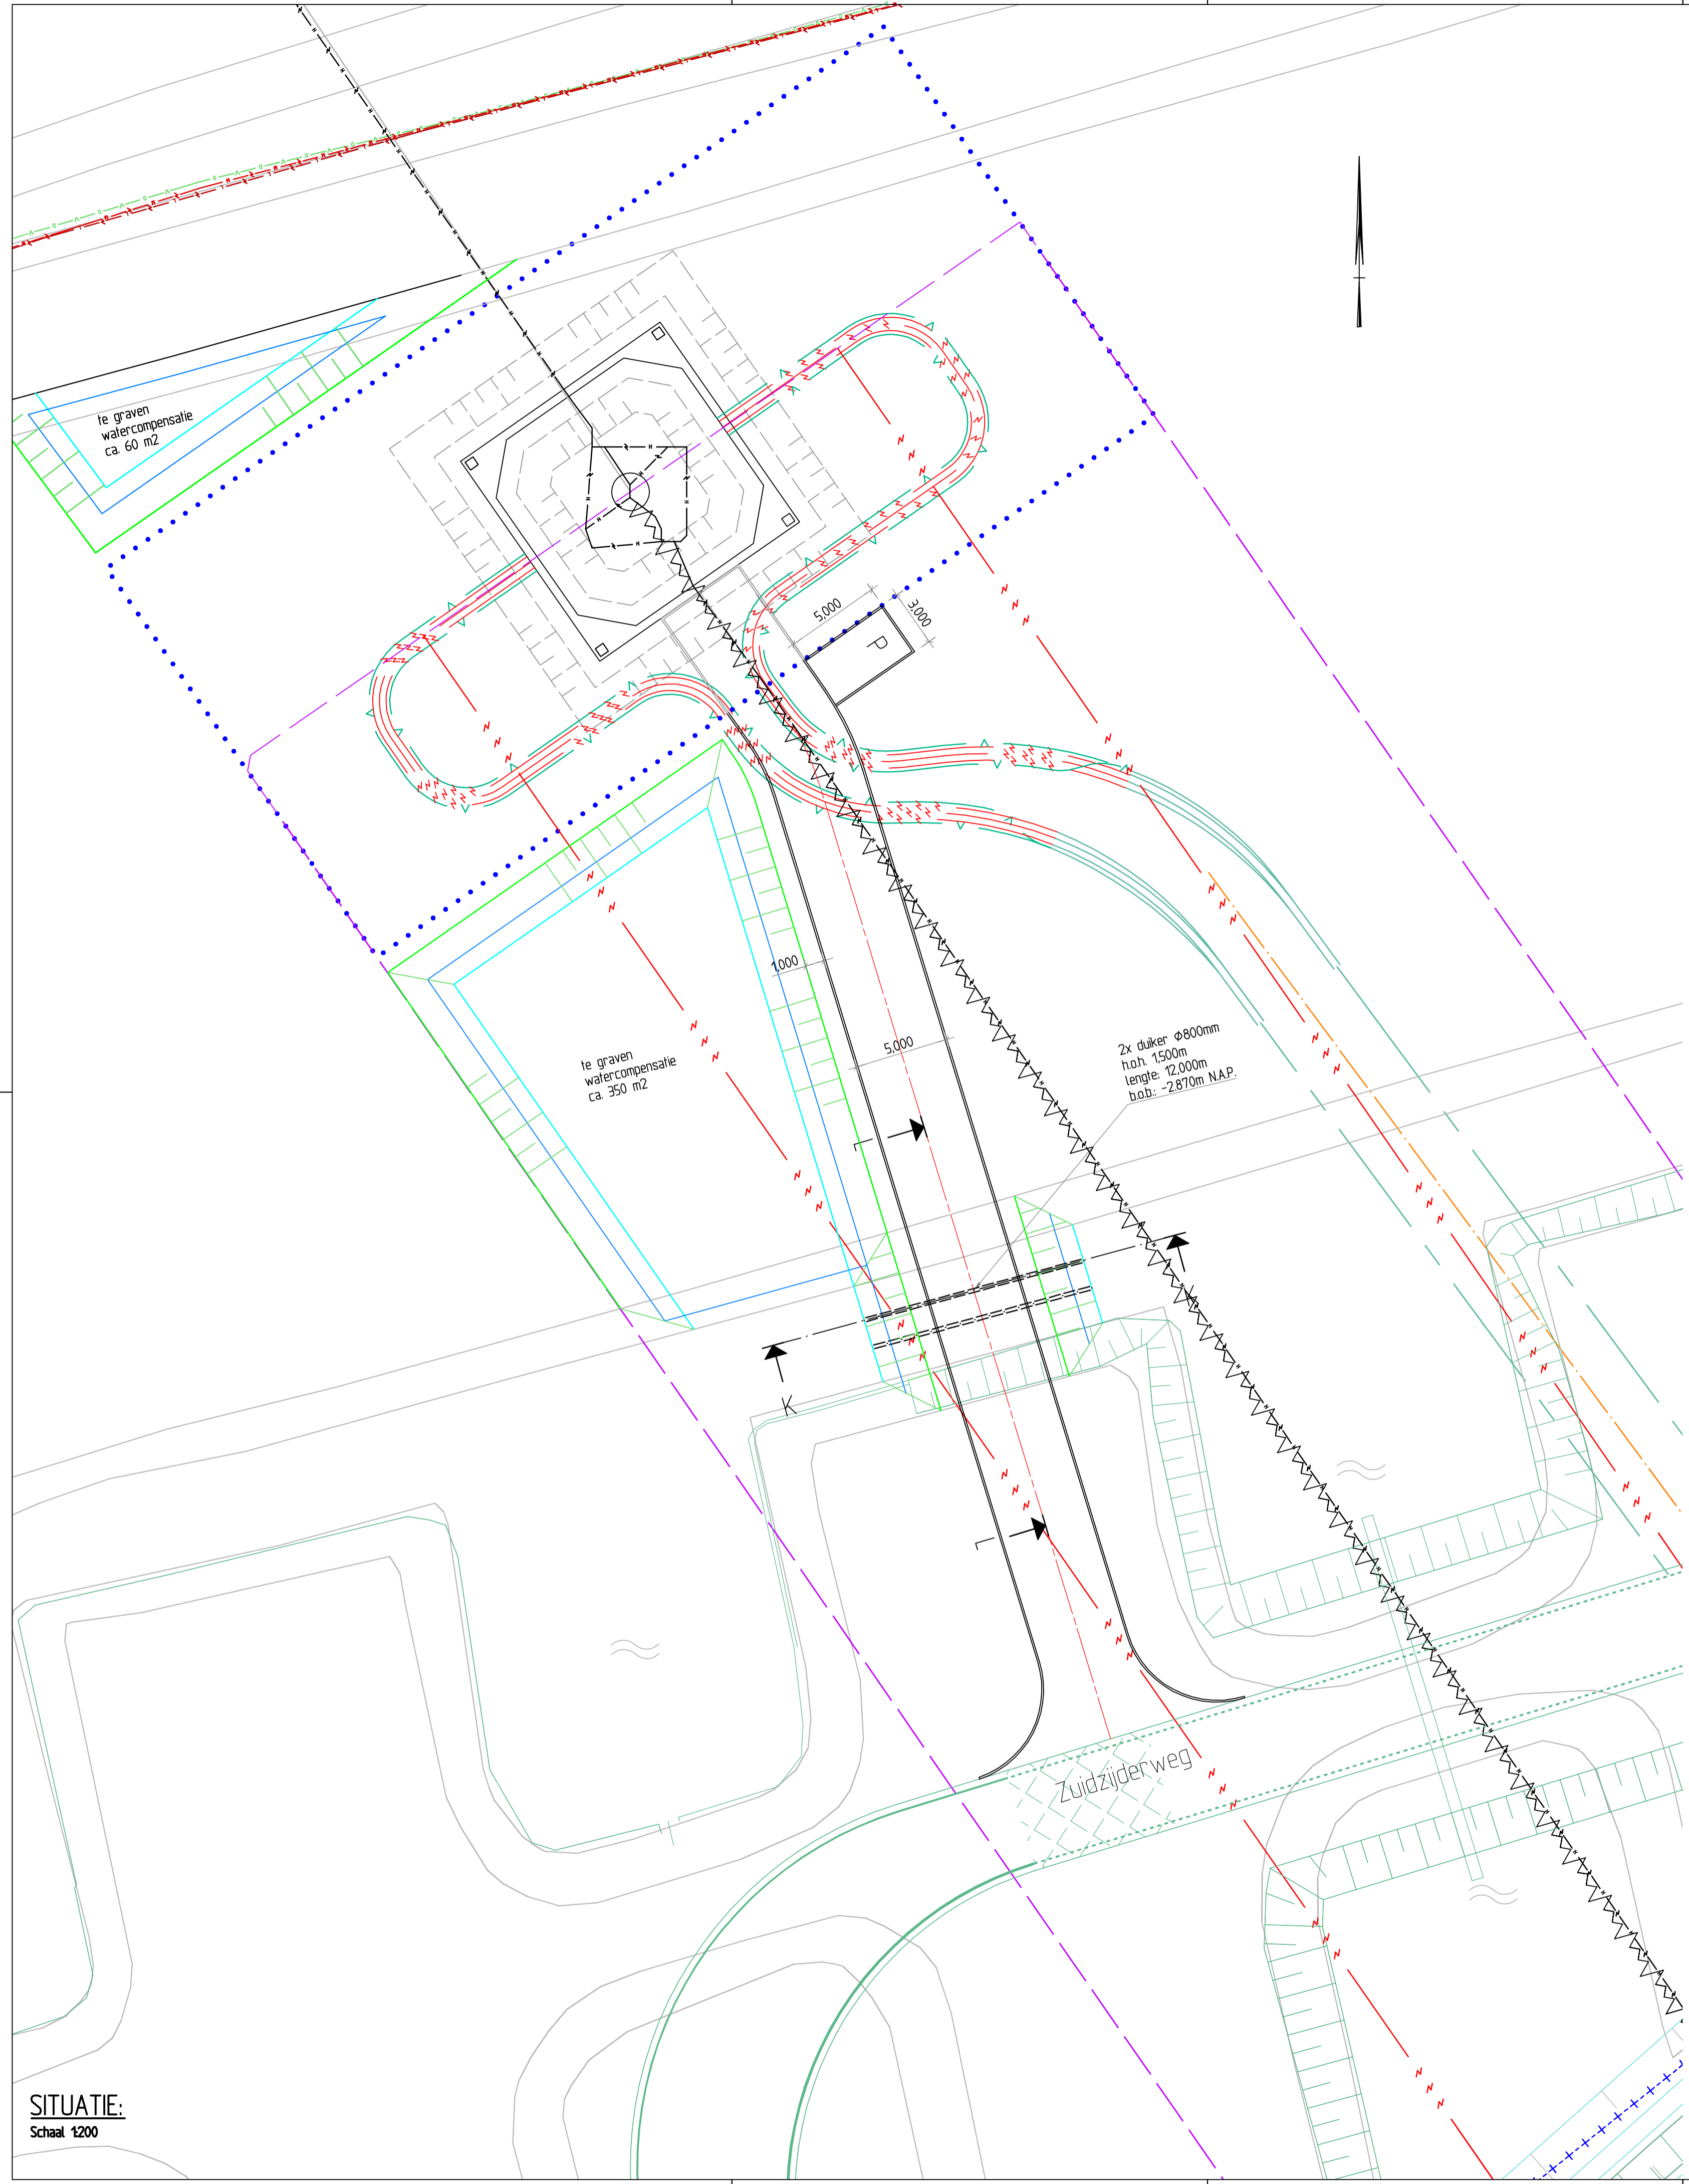 te graven
watercompensatie
ca. 60 m2
5,000
3,000
P
1,000
te graven
watercompensatie
ca. 350 m2
5,000
2x duiker Ø800mm
h.o.h. 1,500m
lengte: 12,000m
b.o.b.: -2,870m N.A.P.
K
K
Zuidzijderweg
SITUATIE:
Schaal 1:200